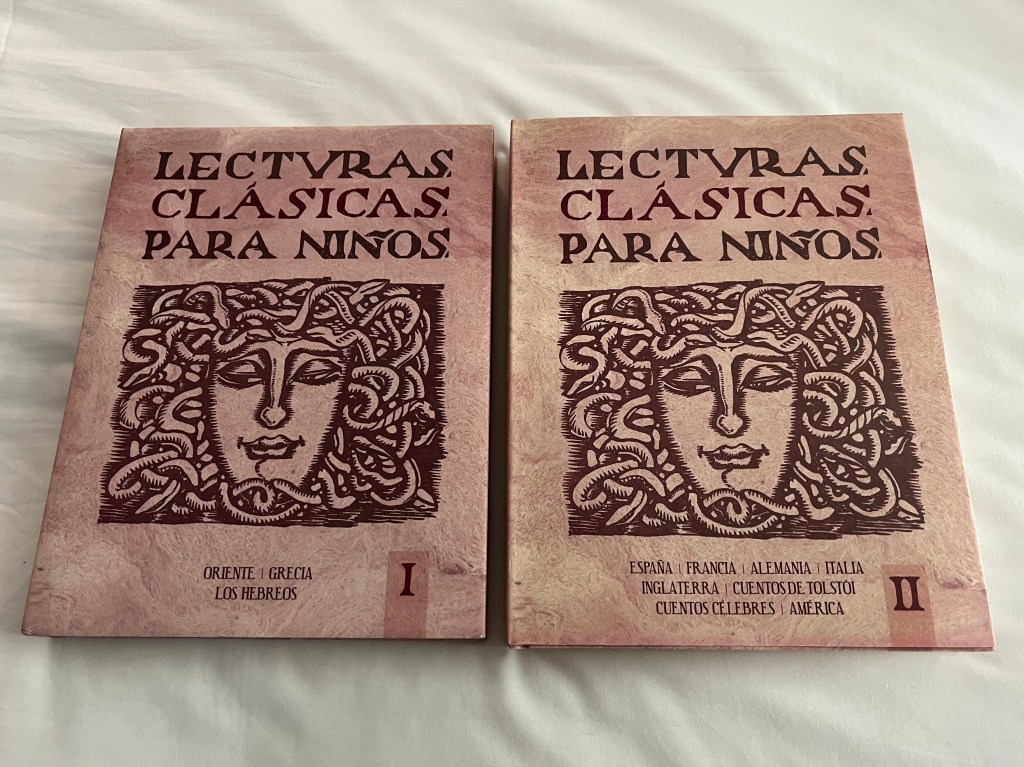 LECTVRAS
CLÁSICAS
PARA NIÑOS
ORIENTE | GRECIA
LOS HEBREOS
I
LECTVRAS
CLÁSICAS
PARA NIÑOS
ESPAÑA | FRANCIA | ALEMANIA | ITALIA
INGLATERRA | CUENTOS DE TOLSTÓI
CUENTOS CÉLEBRES | AMÉRICA
II